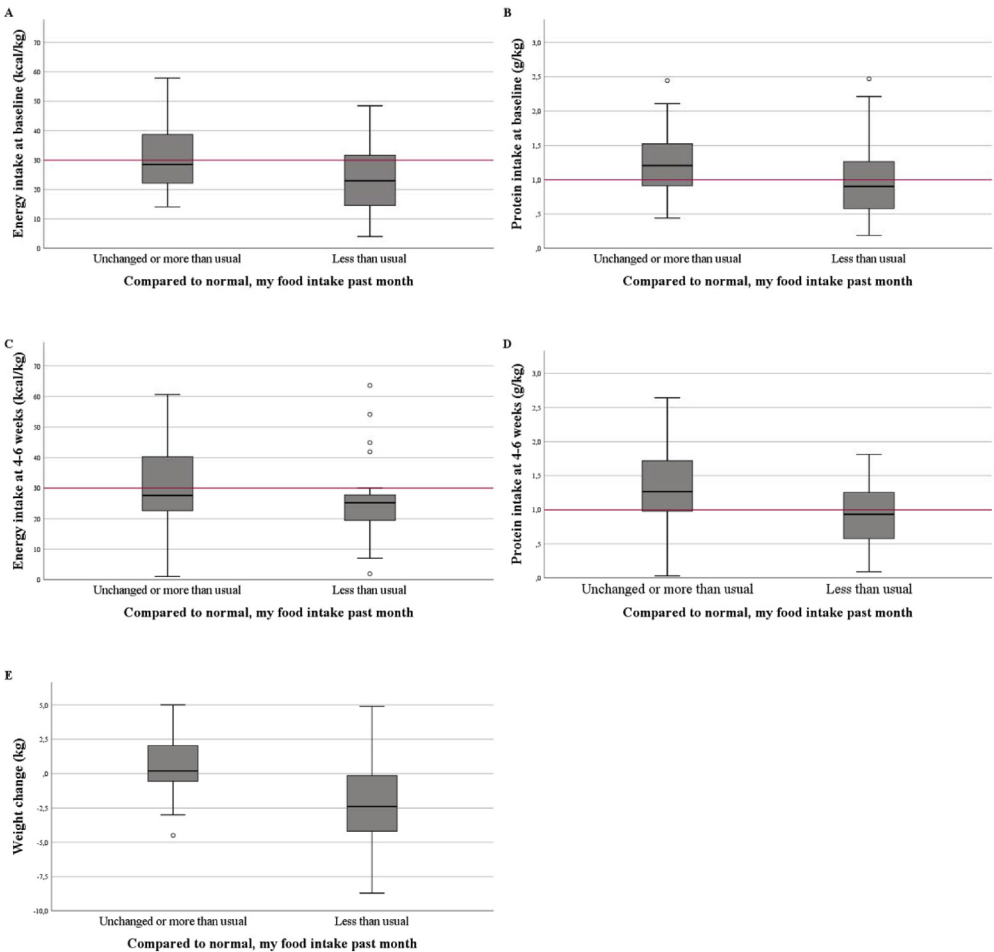 A
Energy intake at baseline (kcal/kg)
70
60
50
40
30
20
10
0
Unchanged or more than usual
Less than usual
Compared to normal, my food intake past month
B
Protein intake at baseline (g/kg)
3,0
2,5
2,0
1,5
1,0
,5
,0
Unchanged or more than usual
Less than usual
Compared to normal, my food intake past month
C
Energy intake at 4-6 weeks (kcal/kg)
70
60
50
40
30
20
10
0
Unchanged or more than usual
Less than usual
Compared to normal, my food intake past month
D
Protein intake at 4-6 weeks (g/kg)
3,0
2,5
2,0
1,5
1,0
,5
,0
Unchanged or more than usual
Less than usual
Compared to normal, my food intake past month
E
Weight change (kg)
5,0
2,5
,0
-2,5
-5,0
-7,5
-10,0
Unchanged or more than usual
Less than usual
Compared to normal, my food intake past month